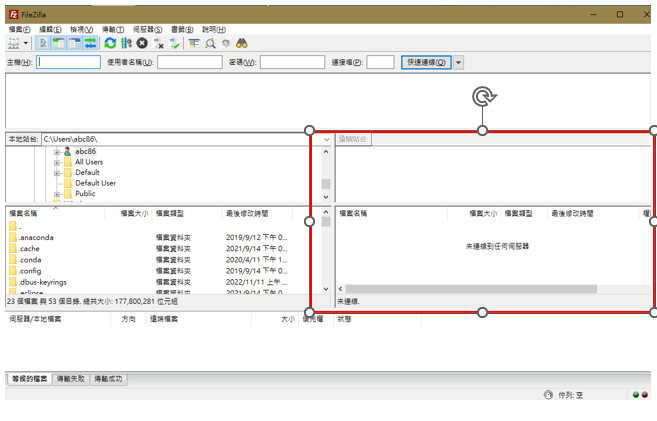 FileZilla
檔案(F) 編輯(E) 檢視(V) 傳輸(T) 伺服器(S) 書籤(B) 說明(H)
主機(H): 使用者名稱(U): 密碼(W): 連接埠(P): 快速連線(Q)
本地站台: C:\Users\abc86\ 遠端站台:
abc86
All Users
Default
Default User
Public
檔案名稱 檔案大小 檔案類型 最後修改時間 檔案名稱 檔案大小 檔案類型 最後修改時間
..
.anaconda 檔案資料夾 2019/9/12 下午 0... 未連線到任何伺服器
.cache 檔案資料夾 2021/9/14 下午 0...
.conda 檔案資料夾 2020/4/11 下午 1...
.config 檔案資料夾 2019/9/14 下午 0...
.dbus-keyrings 檔案資料夾 2022/11/11 上午 ...
.eclipse 檔案資料夾 2021/9/14 下午 0...
23 個檔案 與 53 個目錄. 總共大小: 177,800,281 位元組 未連線.
伺服器/本地檔案 方向 遠端檔案 大小 優先權 狀態
等候的檔案 傳輸失敗 傳輸成功
佇列: 空